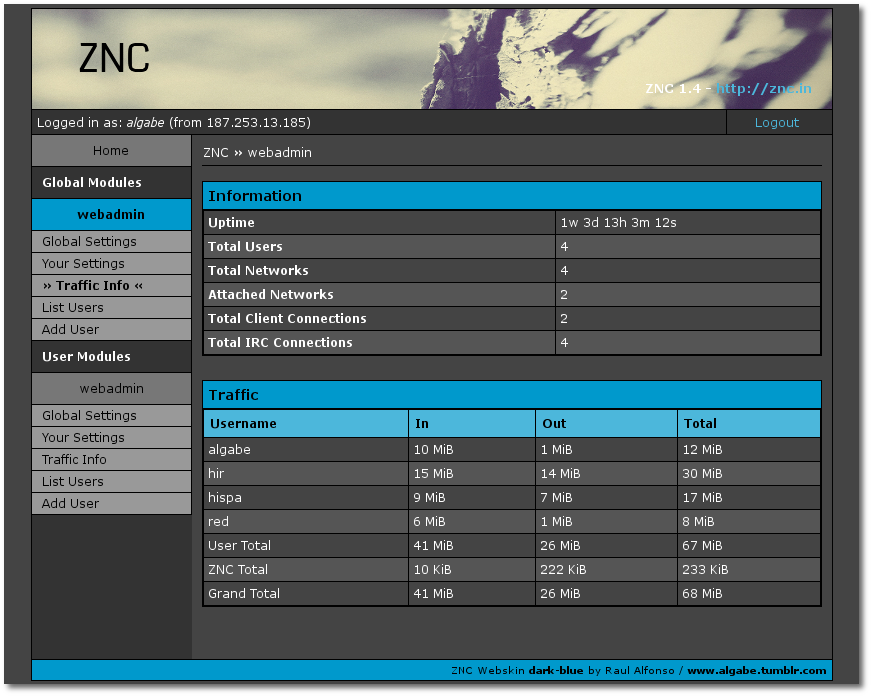 ZNC
ZNC 1.4 - http://znc.in
Logged in as: algabe (from 187.253.13.185)
Logout
Home
Global Modules
webadmin
Global Settings
Your Settings
» Traffic Info «
List Users
Add User
User Modules
webadmin
Global Settings
Your Settings
Traffic Info
List Users
Add User
ZNC » webadmin
Information
Uptime 1w 3d 13h 3m 12s
Total Users 4
Total Networks 4
Attached Networks 2
Total Client Connections 2
Total IRC Connections 4
Traffic
Username In Out Total
algabe 10 MiB 1 MiB 12 MiB
hir 15 MiB 14 MiB 30 MiB
hispa 9 MiB 7 MiB 17 MiB
red 6 MiB 1 MiB 8 MiB
User Total 41 MiB 26 MiB 67 MiB
ZNC Total 10 KiB 222 KiB 233 KiB
Grand Total 41 MiB 26 MiB 68 MiB
ZNC Webskin dark-blue by Raul Alfonso / www.algabe.tumblr.com